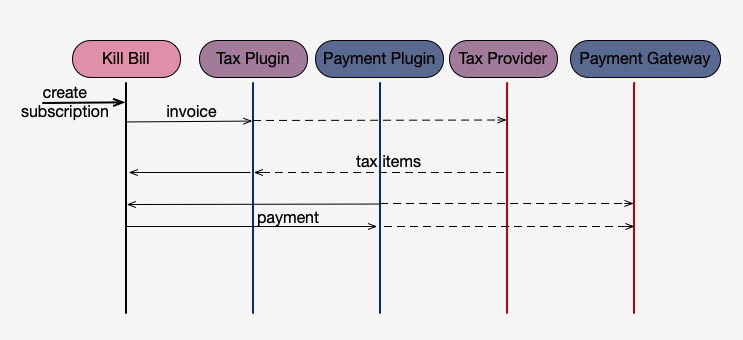 Kill Bill
Tax Plugin
Payment Plugin
Tax Provider
Payment Gateway
create
subscription
invoice
tax items
payment